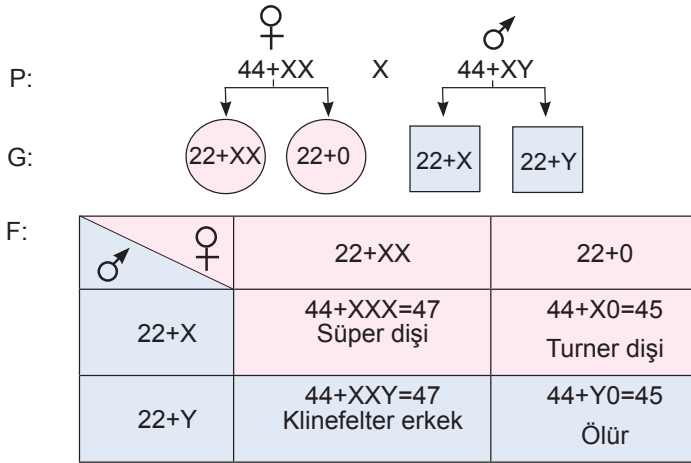 ♀ ♂
P: 44+XX X 44+XY
G: 22+XX 22+0 22+X 22+Y
F:
♂ ♀ 22+XX 22+0
22+X 44+XXX=47 44+X0=45
Süper dişi Turner dişi
22+Y 44+XXY=47 44+Y0=45
Klinefelter erkek Ölür